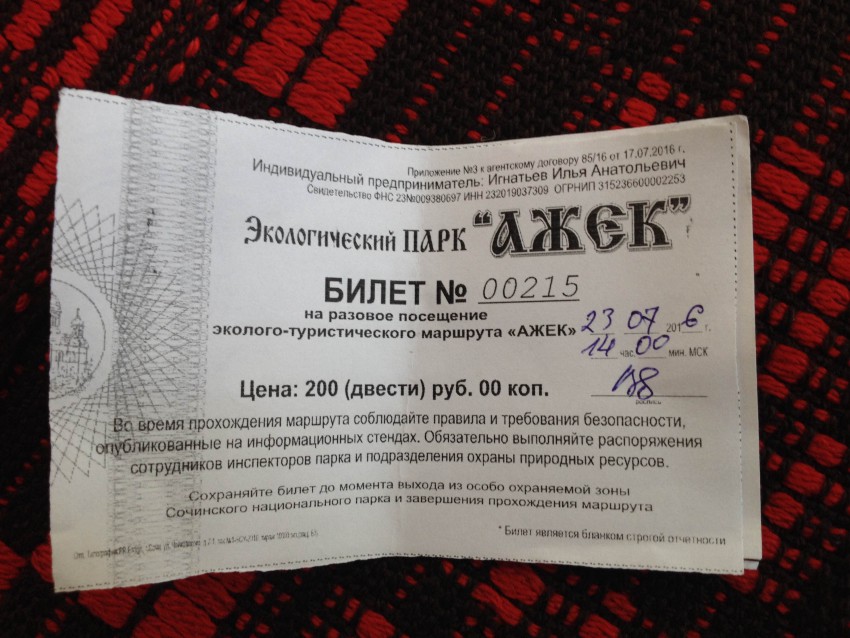 Приложение №3 к агентскому договору 85/16 от 17.07.2016 г.
Индивидуальный предприниматель: Игнатьев Илья Анатольевич
Свидетельство ФНС 23№009380697 ИНН 232019037309 ОГРНИП 315236600002253
Экологический ПАРК "АЖЕК"
БИЛЕТ № 00215
на разовое посещение
эколого-туристического маршрута «АЖЕК» 23 07 2016 г.
14 час. 00 мин. МСК
Цена: 200 (двести) руб. 00 коп.
роспись
Во время прохождения маршрута соблюдайте правила и требования безопасности,
опубликованные на информационных стендах. Обязательно выполняйте распоряжения
сотрудников инспекторов парка и подразделения охраны природных ресурсов.
Сохраняйте билет до момента выхода из особо охраняемой зоны
Сочинского национального парка и завершения прохождения маршрута
* Билет является бланком строгой отчетности